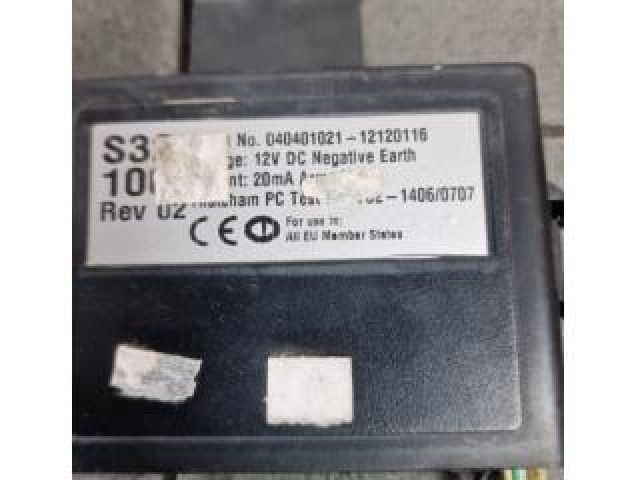 S3 No. 040401021-12120116
ge: 12V DC Negative Earth
10 nt: 20mA
ham PC Test - 1406/0707
Rev 02
CE For use in:
All EU Member States